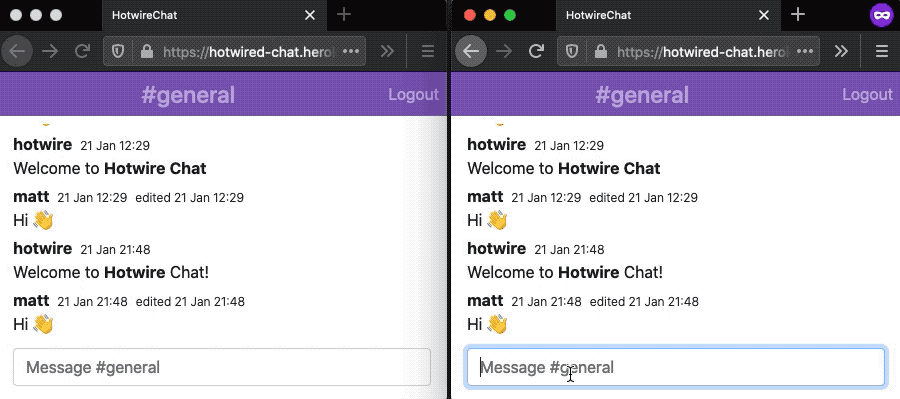 HotwireChat
https://hotwired-chat.hero
#general
Logout
hotwire 21 Jan 12:29
Welcome to Hotwire Chat
matt 21 Jan 12:29 edited 21 Jan 12:29
Hi 👋
hotwire 21 Jan 21:48
Welcome to Hotwire Chat!
matt 21 Jan 21:48 edited 21 Jan 21:48
Hi 👋
Message #general
HotwireChat
https://hotwired-chat.hero
#general
Logout
hotwire 21 Jan 12:29
Welcome to Hotwire Chat
matt 21 Jan 12:29 edited 21 Jan 12:29
Hi 👋
hotwire 21 Jan 21:48
Welcome to Hotwire Chat!
matt 21 Jan 21:48 edited 21 Jan 21:48
Hi 👋
Message #general